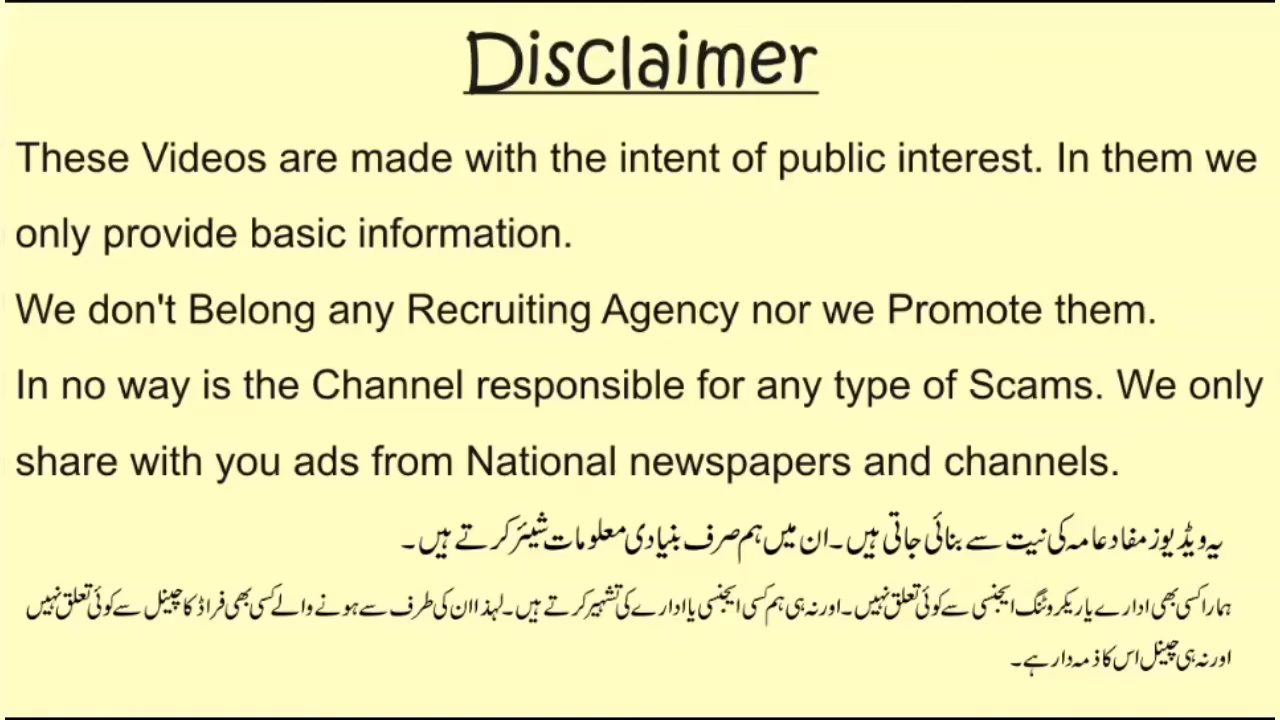 Disclaimer
These Videos are made with the intent of public interest. In them we
only provide basic information.
We don't Belong any Recruiting Agency nor we Promote them.
In no way is the Channel responsible for any type of Scams. We only
share with you ads from National newspapers and channels.
یہ ویڈیوز مفاد عامہ کی نیت سے بنائی جاتی ہیں۔ ان میں ہم صرف بنیادی معلومات شیئر کرتے ہیں۔
ہمارا کسی بھی ادارے یا ریکروٹنگ ایجنسی سے کوئی تعلق نہیں۔ اور نہ ہی ہم کسی ایجنسی یا ادارے کی تشہیر کرتے ہیں۔ لہذا ان کی طرف سے ہونے والے کسی بھی فراڈ کا چینل سے کوئی تعلق نہیں
اور نہ ہی چینل اس کا ذمہ دار ہے۔